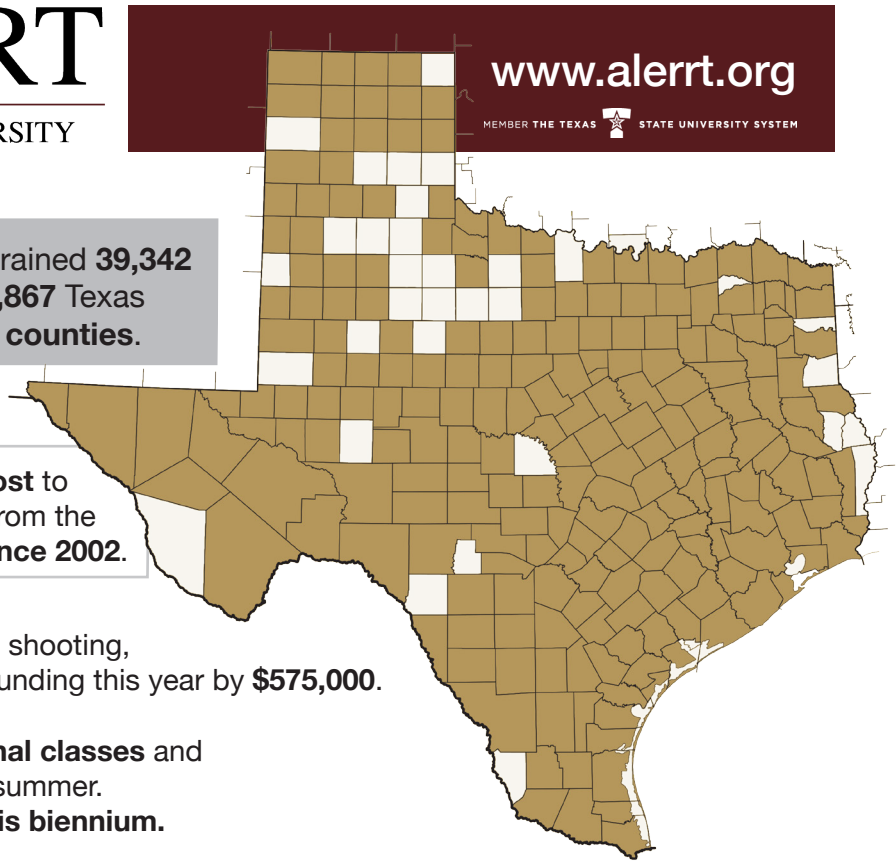 RT
RSITY
www.alerrt.org
MEMBER THE TEXAS STATE UNIVERSITY SYSTEM
rained 39,342
,867 Texas
counties.
ost to
rom the
nce 2002.
shooting,
unding this year by $575,000.
nal classes and
summer.
is biennium.